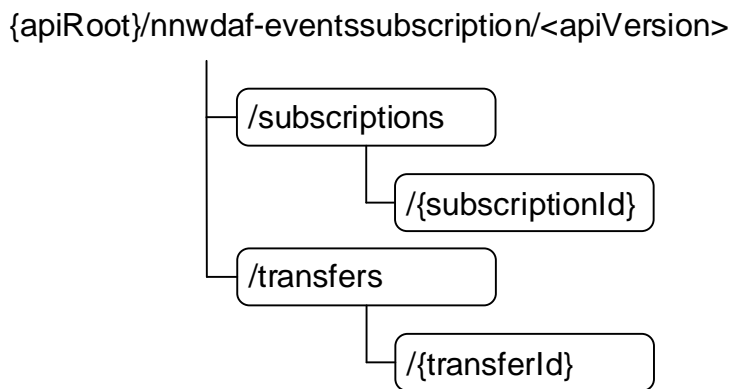 {apiRoot}/nnwdaf-eventssubscription/<apiVersion>
/subscriptions
/{subscriptionId}
/transfers
/{transferId}